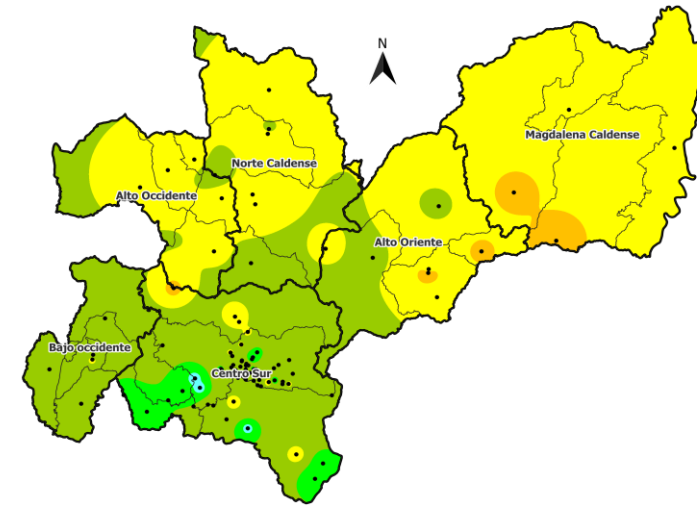 N
Magdalena Caldense
Norte Caldense
Alto Occidente
Alto Oriente
Bajo occidente
Centro Sur